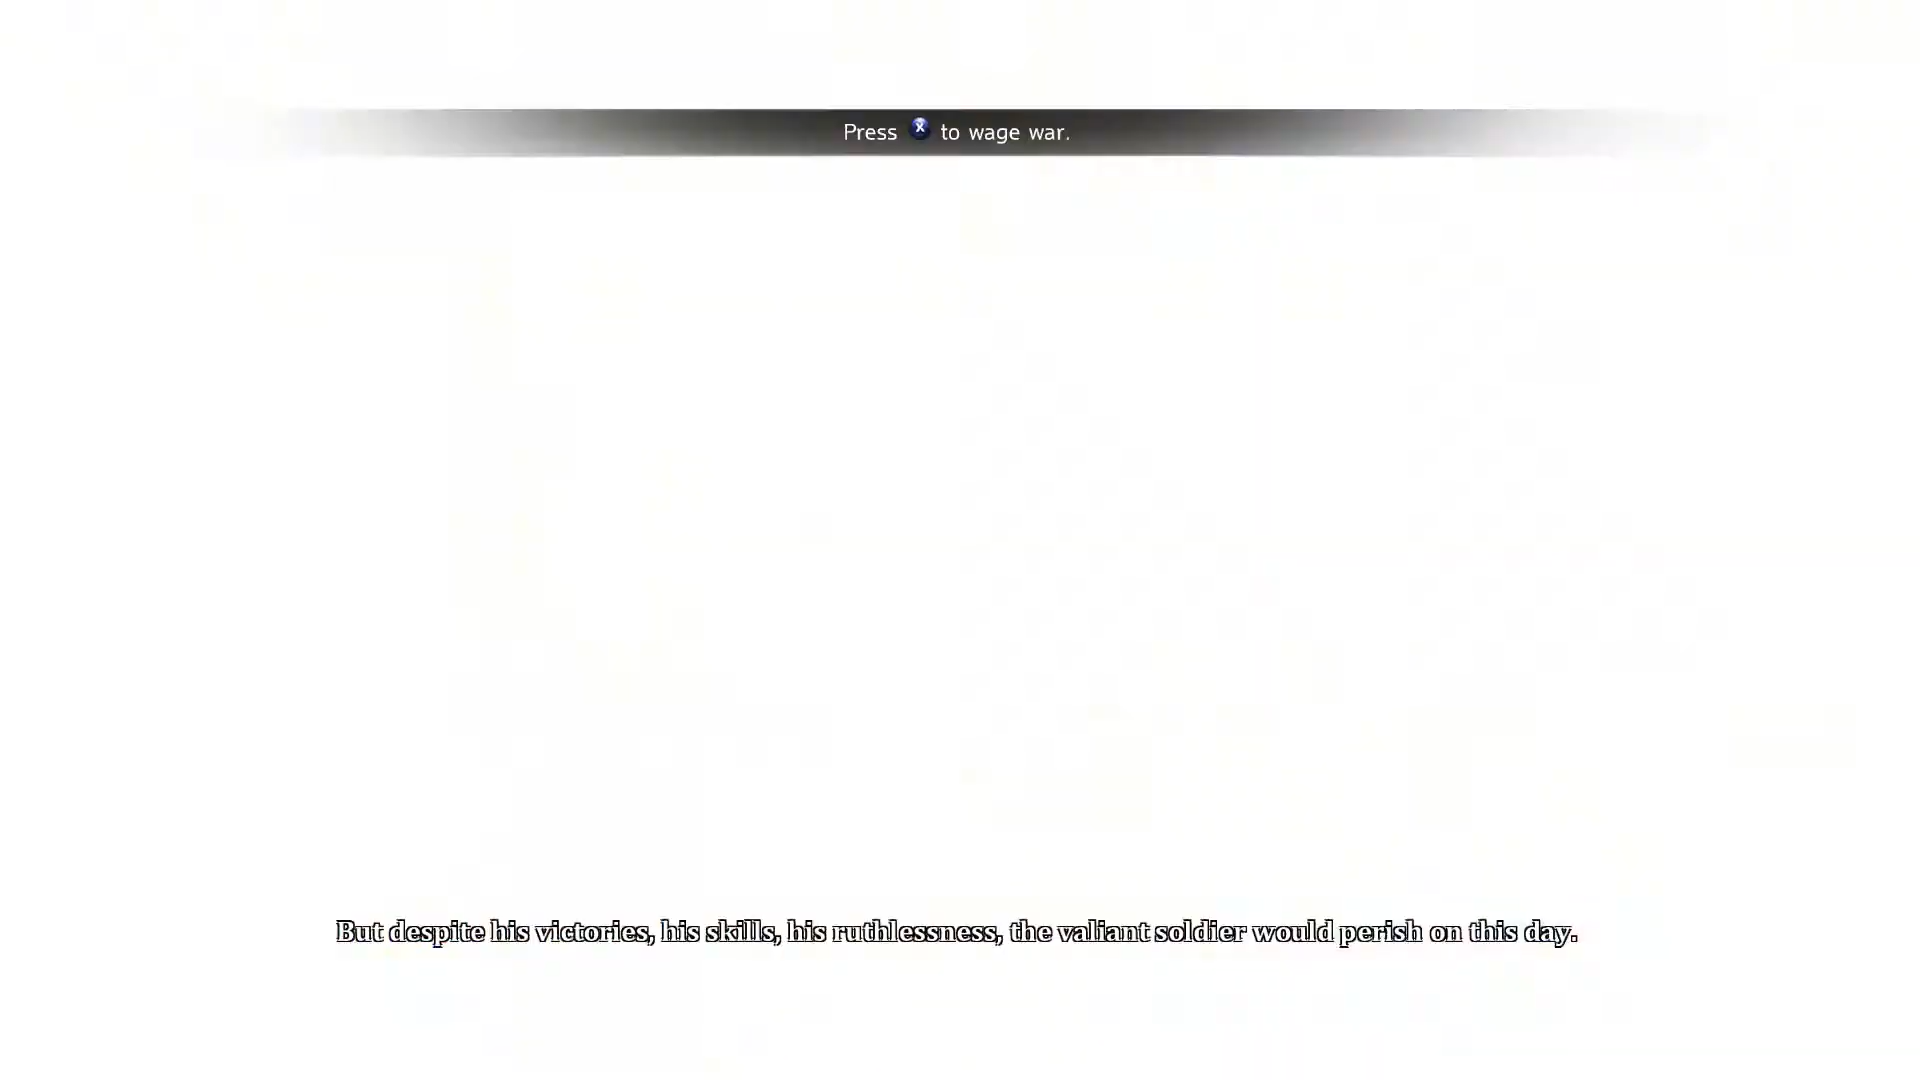 Press X to wage war.
But despite his victories, his skills, his ruthlessness, the valiant soldier would perish on this day.